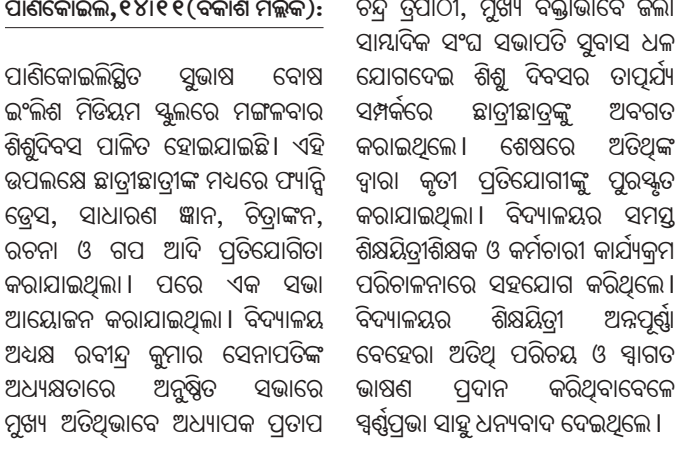 ପାଣିକୋଇଲି,୧୪।୧୧(ବିକାଶ ମଲ୍ଲିକ):
ପାଣିକୋଇଲିସ୍ଥିତ ସୁଭାଷ ବୋଷ
ଇଂଲିଶ ମିଡିୟମ ସ୍କୁଲରେ ମଙ୍ଗଳବାର
ଶିଶୁଦିବସ ପାଳିତ ହୋଇଯାଇଛି। ଏହି
ଉପଲକ୍ଷେ ଛାତ୍ରୀଛାତ୍ରୀଙ୍କ ମଧ୍ୟରେ ଫ୍ୟାନ୍ସି
ଡ୍ରେସ, ସାଧାରଣ ଜ୍ଞାନ, ଚିତ୍ରାଙ୍କନ,
ରଚନା ଓ ଗପ ଆଦି ପ୍ରତିଯୋଗିତା
କରାଯାଇଥିଲା। ପରେ ଏକ ସଭା
ଆୟୋଜନ କରାଯାଇଥିଲା। ବିଦ୍ୟାଳୟ
ଅଧ୍ୟକ୍ଷ ରବୀନ୍ଦ୍ର କୁମାର ସେନାପତିଙ୍କ
ଅଧ୍ୟକ୍ଷତାରେ ଅନୁଷ୍ଠିତ ସଭାରେ
ମୁଖ୍ୟ ଅତିଥିଭାବେ ଅଧ୍ୟାପକ ପ୍ରତାପ
ଚନ୍ଦ୍ର ତ୍ରିପାଠୀ, ମୁଖ୍ୟ ବକ୍ତାଭାବେ ଜିଲା
ସାମ୍ବାଦିକ ସଂଘ ସଭାପତି ସୁବାସ ଧଳ
ଯୋଗଦେଇ ଶିଶୁ ଦିବସର ତାତ୍ପର୍ଯ୍ୟ
ସମ୍ପର୍କରେ ଛାତ୍ରୀଛାତ୍ରଙ୍କୁ ଅବଗତ
କରାଇଥିଲେ। ଶେଷରେ ଅତିଥିଙ୍କ
ଦ୍ୱାରା କୃତୀ ପ୍ରତିଯୋଗୀଙ୍କୁ ପୁରସ୍କୃତ
କରାଯାଇଥିଲା। ବିଦ୍ୟାଳୟର ସମସ୍ତ
ଶିକ୍ଷୟିତ୍ରୀଶିକ୍ଷକ ଓ କର୍ମଚାରୀ କାର୍ଯ୍ୟକ୍ରମ
ପରିଚାଳନାରେ ସହଯୋଗ କରିଥିଲେ।
ବିଦ୍ୟାଳୟର ଶିକ୍ଷୟିତ୍ରୀ ଅନ୍ନପୂର୍ଣ୍ଣା
ବେହେରା ଅତିଥି ପରିଚୟ ଓ ସ୍ୱାଗତ
ଭାଷଣ ପ୍ରଦାନ କରିଥିବାବେଳେ
ସ୍ୱର୍ଣ୍ଣପ୍ରଭା ସାହୁ ଧନ୍ୟବାଦ ଦେଇଥିଲେ।